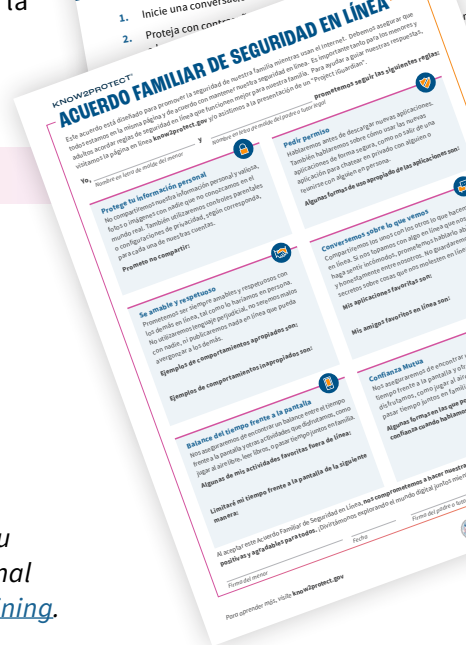 la
1. Inicie una
2. Proteja con
KNOW2PROTECT
ACUERDO FAMILIAR DE SEGURIDAD EN LÍNEA
Este acuerdo está diseñado para promover la seguridad de nuestra familia mientras usan el internet. Debemos asegurar que
todos estamos en la misma página y de acuerdo con mantener nuestra seguridad en línea. Es importante tanto para los menores y
adultos acordar reglas de seguridad en línea que funcionen mejor para nuestra familia. Para ayudar a guiar nuestras respuestas,
visitamos la página en línea know2protect.gov y/o asistimos a la presentación de un "Project iGuardian".
Yo, y prometemos seguir las siguientes reglas:
Nombre en letra de molde del menor nombre en letra de molde del padre o tutor legal
Protege tu información personal
No compartiremos nuestra información personal y valiosa,
fotos o imágenes con nadie que no conozcamos en el
mundo real. También utilizaremos controles parentales
o configuraciones de privacidad, según corresponda,
para cada una de nuestras cuentas.
Prometo no compartir:
Pedir permiso
Hablaremos antes de descargar nuevas aplicaciones.
También hablaremos sobre cómo usar las nuevas
aplicaciones de forma segura, como no salir de una
aplicación para chatear en privado con alguien o
reunirse con alguien en persona.
Algunas formas de uso apropiado de las aplicaciones son:
Se amable y respetuoso
Prometemos ser siempre amables y respetuosos con
los demás en línea, tal como lo haríamos en persona.
No utilizaremos lenguaje perjudicial, no seremos malos
con nadie, ni publicaremos nada en línea que pueda
avergonzar a los demás.
Ejemplos de comportamientos apropiados son:
Ejemplos de comportamientos inapropiados son:
Conversemos sobre lo que vemos
Compartiremos los unos con los otros lo que hacem
en línea. Si nos topamos con algo en línea que no
haga sentir incómodos, prometemos hablarlo abi
y honestamente entre nosotros. No guardaremo
secretos sobre cosas que nos molesten en líne
Mis aplicaciones favoritas son:
Mis amigos favoritos en línea son:
Balance del tiempo frente a la pantalla
Nos aseguraremos de encontrar un balance entre el tiempo
frente a la pantalla y otras actividades que disfrutamos, como
jugar al aire libre, leer libros, o pasar tiempo juntos en familia.
Algunas de mis actividades favoritas fuera de línea:
Limitaré mi tiempo frente a la pantalla de la siguiente
manera:
Confianza Mutua
Nos aseguraremos de encontrar
tiempo frente a la pantalla y
disfrutamos, como jugar al air
pasar tiempo juntos en famili
Algunas formas en las que
confianza cuando hablamo
Al aceptar este Acuerdo Familiar de Seguridad en Línea, nos comprometemos a hacer nuestra
positivas y agradables para todos. ¡Divirtámonos explorando el mundo digital juntos mien
Firma del menor Fecha Firma del padre o tuto
Para aprender más, visite know2protect.gov
u
nal
ining.